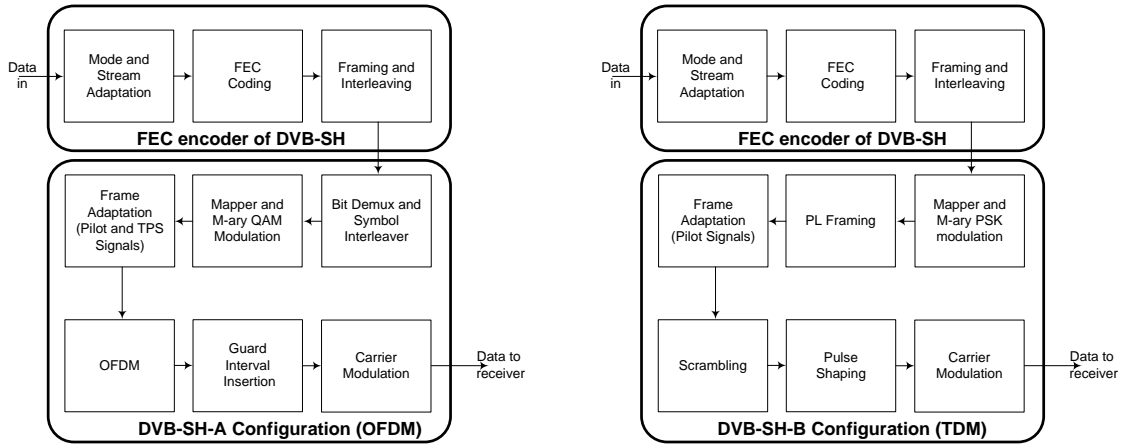 Data
in
Mode and
Stream
Adaptation
FEC
Coding
Framing and
Interleaving
FEC encoder of DVB-SH
Frame
Adaptation
(Pilot and TPS
Signals)
Mapper and
M-ary QAM
Modulation
Bit Demux and
Symbol
Interleaver
OFDM
Guard
Interval
Insertion
Carrier
Modulation
Data to
receiver
DVB-SH-A Configuration (OFDM)
Data
in
Mode and
Stream
Adaptation
FEC
Coding
Framing and
Interleaving
FEC encoder of DVB-SH
Frame
Adaptation
(Pilot Signals)
PL Framing
Mapper and
M-ary PSK
modulation
Scrambling
Pulse
Shaping
Carrier
Modulation
Data to
receiver
DVB-SH-B Configuration (TDM)